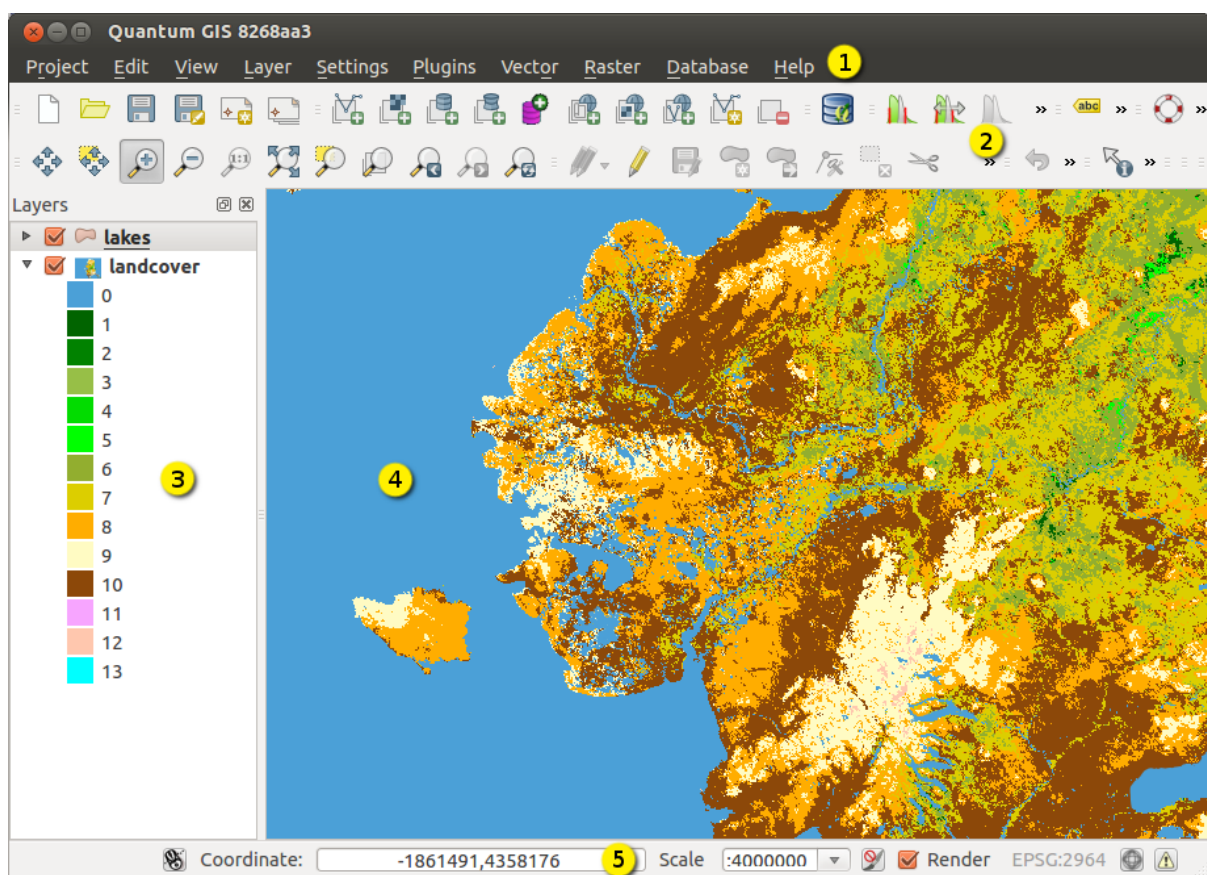 Quantum GIS 8268aa3
Project Edit View Layer Settings Plugins Vector Raster Database Help 1
abc
1:1
2
Layers
lakes
landcover
0
1
2
3
4
5
6
7
8
9
10
11
12
13
3
4
Coordinate: -1861491,4358176 5 Scale :4000000 Render EPSG:2964